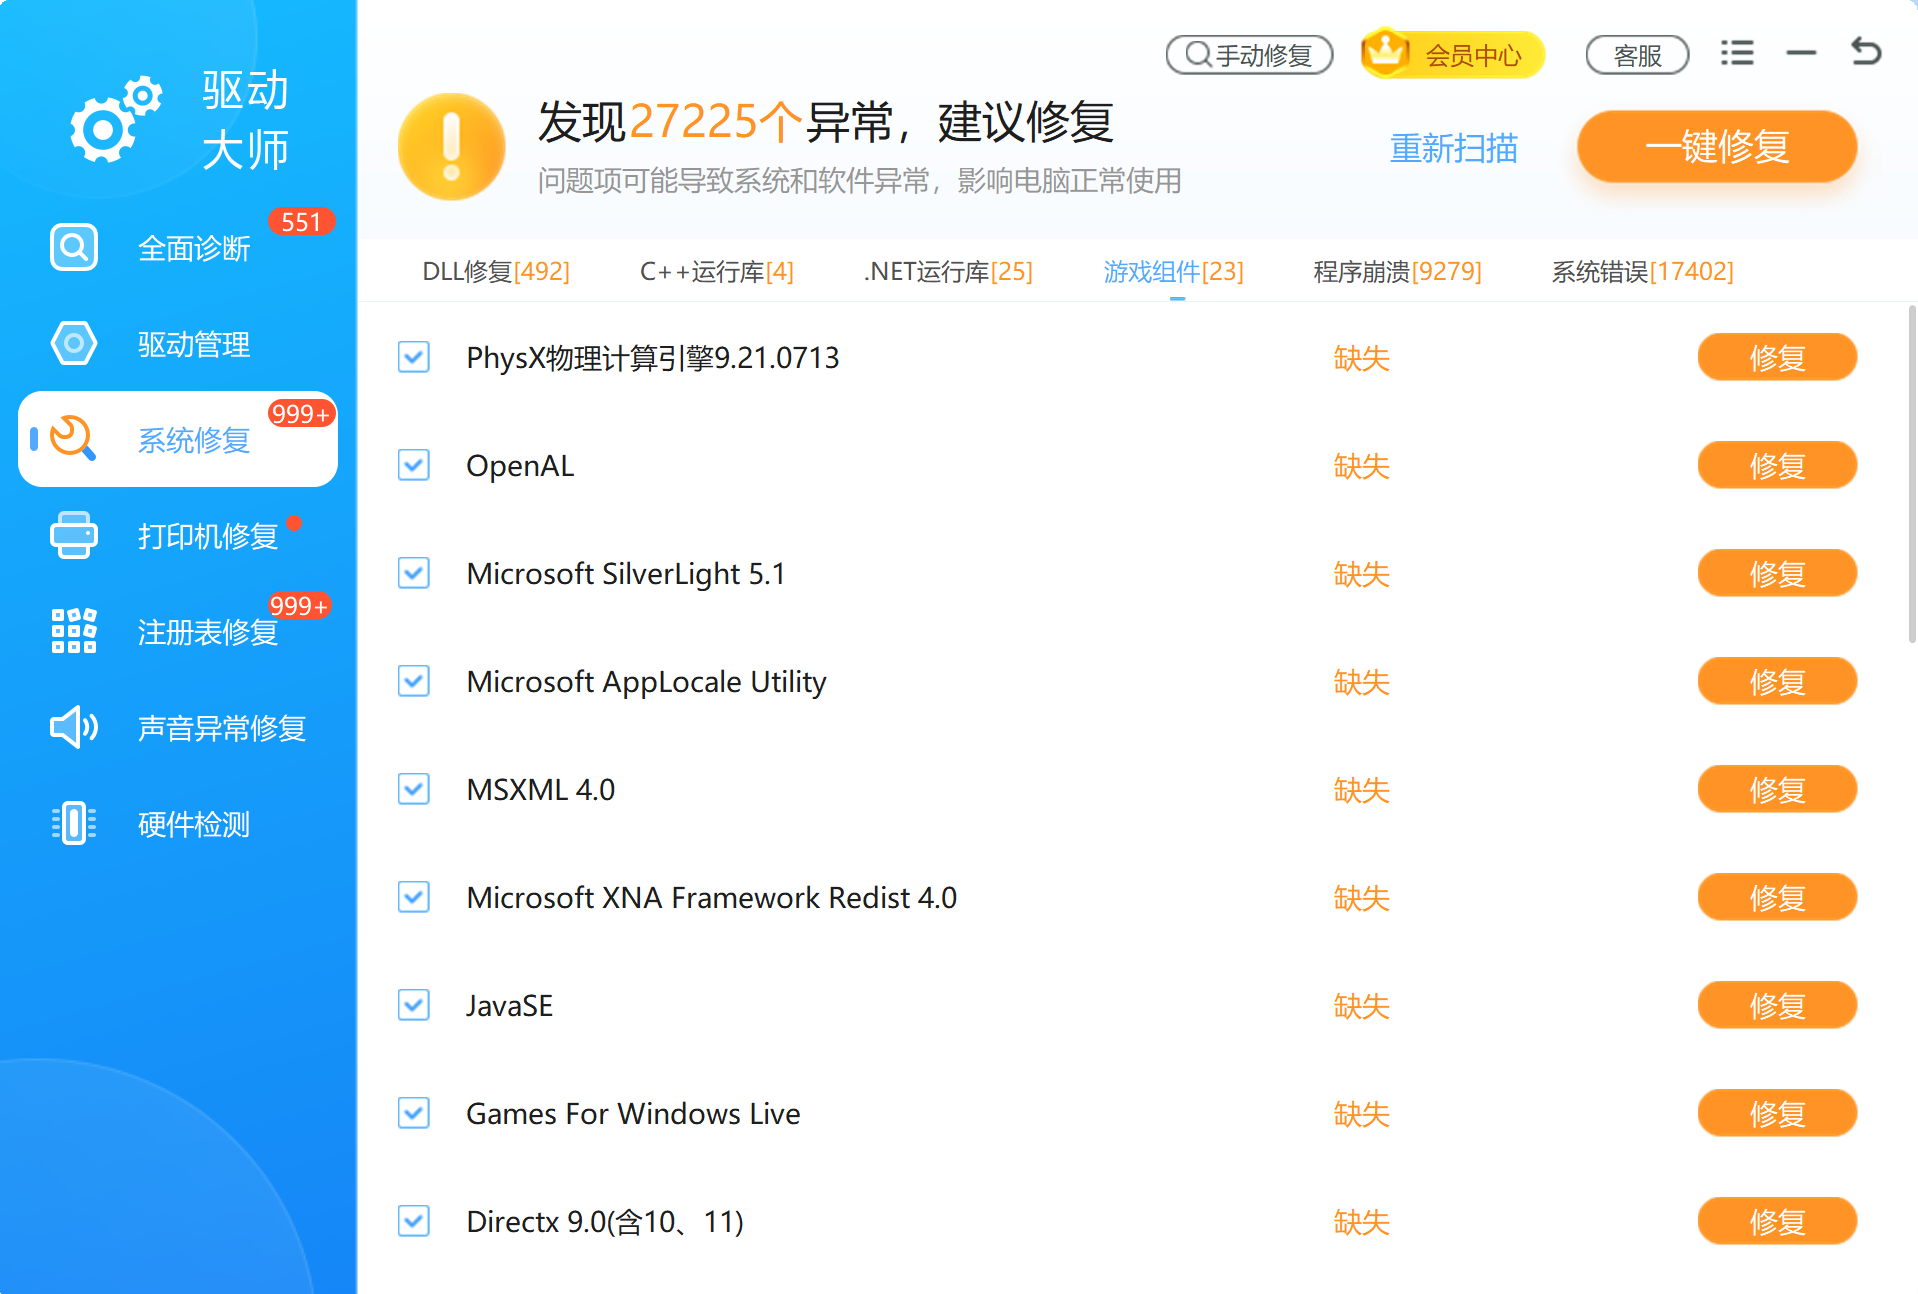 驱动
大师
全面诊断 551
驱动管理
系统修复 999+
打印机修复
注册表修复 999+
声音异常修复
硬件检测
手动修复 会员中心 客服
发现27225个异常，建议修复
问题项可能导致系统和软件异常，影响电脑正常使用
重新扫描 一键修复
DLL修复[492] C++运行库[4] .NET运行库[25] 游戏组件[23] 程序崩溃[9279] 系统错误[17402]
PhysX物理计算引擎9.21.0713 缺失 修复
OpenAL 缺失 修复
Microsoft SilverLight 5.1 缺失 修复
Microsoft AppLocale Utility 缺失 修复
MSXML 4.0 缺失 修复
Microsoft XNA Framework Redist 4.0 缺失 修复
JavaSE 缺失 修复
Games For Windows Live 缺失 修复
Directx 9.0(含10、11) 缺失 修复